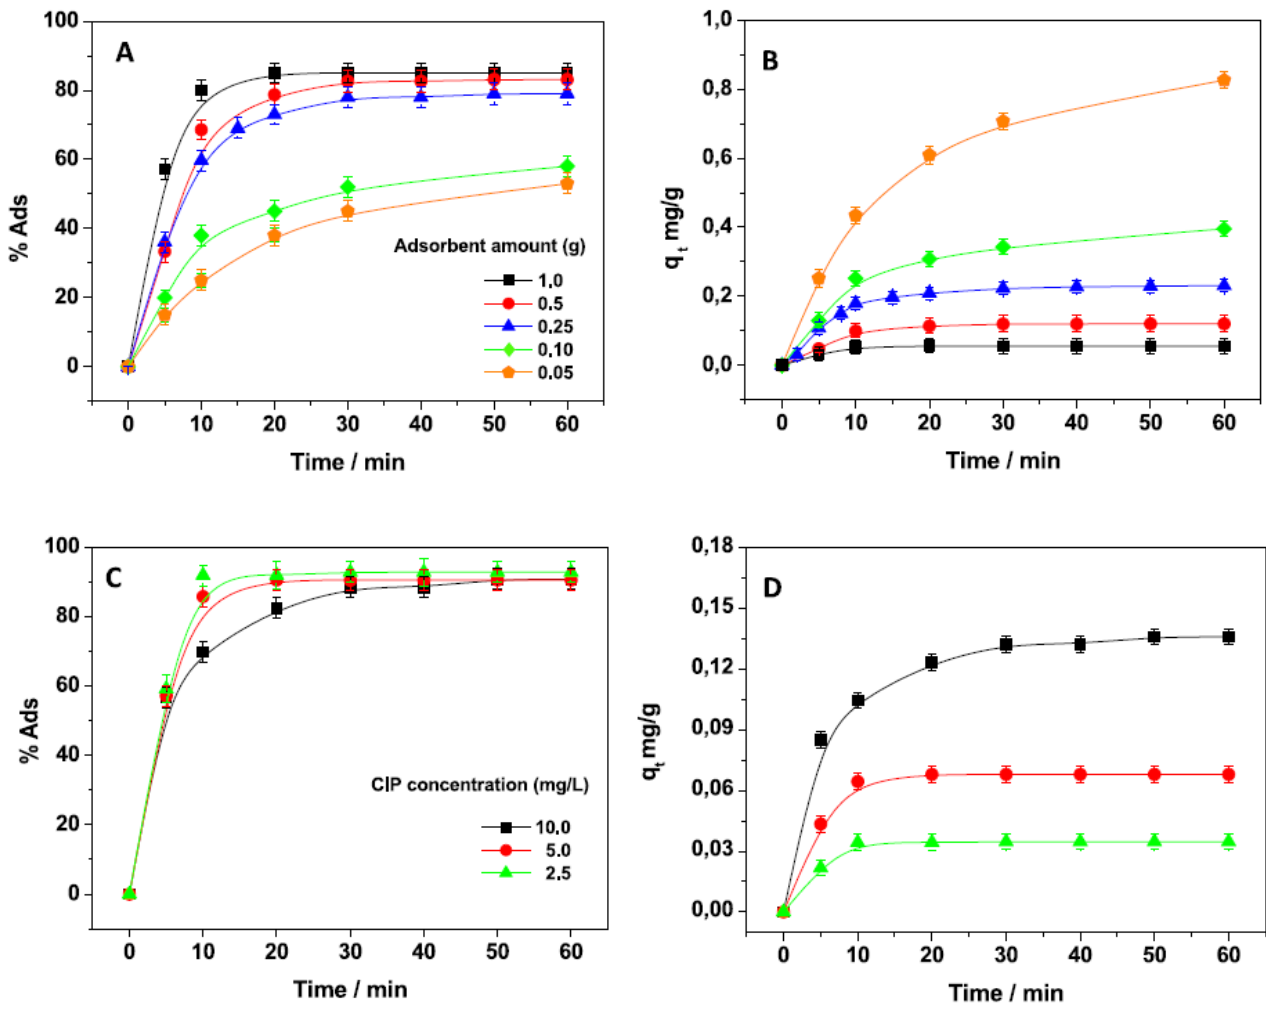 A
% Ads
100
80
60
40
20
0
Adsorbent amount (g)
1.0
0.5
0.25
0.10
0.05
0 10 20 30 40 50 60
Time / min
B
qt mg/g
1,0
0,8
0,6
0,4
0,2
0,0
0 10 20 30 40 50 60
Time / min
C
% Ads
100
80
60
40
20
0
CIP concentration (mg/L)
10.0
5.0
2.5
0 10 20 30 40 50 60
Time / min
D
qt mg/g
0,18
0,15
0,12
0,09
0,06
0,03
0,00
0 10 20 30 40 50 60
Time / min